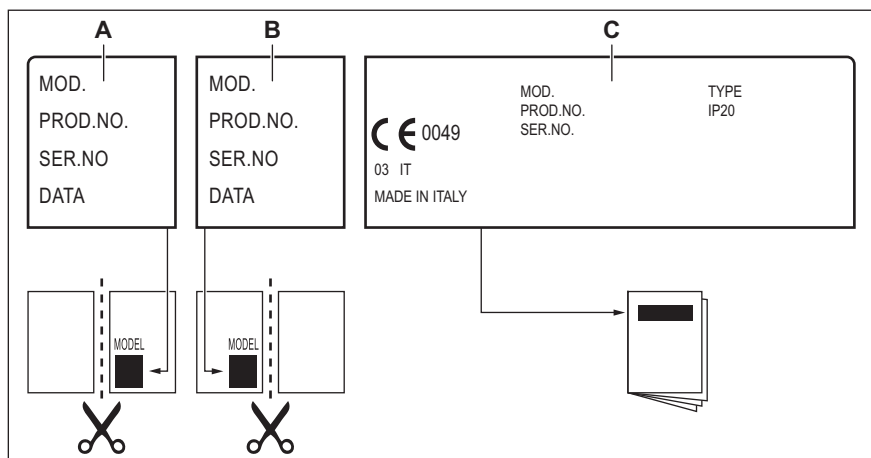 A
B
C
MOD.
PROD.NO.
SER.NO
DATA
MOD.
PROD.NO.
SER.NO
DATA
MOD.
PROD.NO.
SER.NO.
TYPE
IP20
CE 0049
03 IT
MADE IN ITALY
MODEL
MODEL